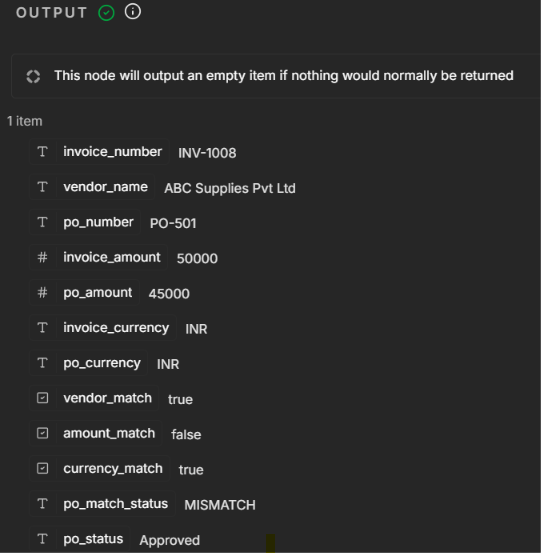 OUTPUT
This node will output an empty item if nothing would normally be returned
1 item
T invoice_number INV-1008
T vendor_name ABC Supplies Pvt Ltd
T po_number PO-501
# invoice_amount 50000
# po_amount 45000
T invoice_currency INR
T po_currency INR
vendor_match true
amount_match false
currency_match true
T po_match_status MISMATCH
T po_status Approved